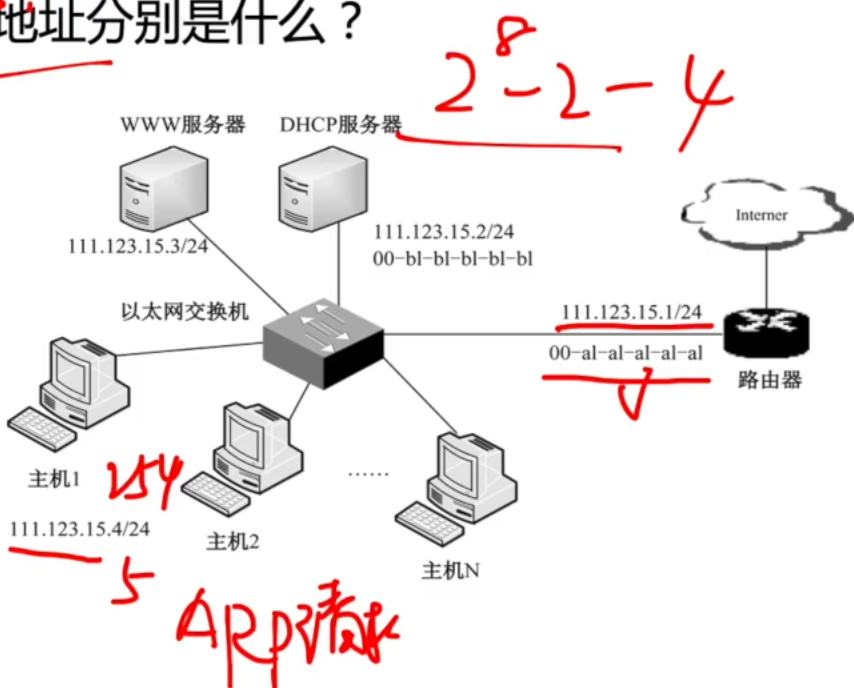 地址分别是什么？
2⁸-2-4
WWW服务器
DHCP服务器
Internet
111.123.15.3/24
111.123.15.2/24
00-bl-bl-bl-bl-bl
以太网交换机
111.123.15.1/24
00-al-al-al-al-al
路由器
主机1
254
……
111.123.15.4/24
主机2
主机N
5
ARP请求